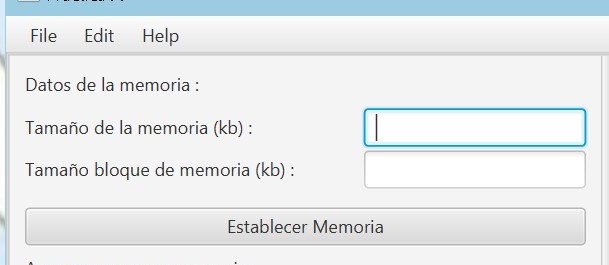 File Edit Help
Datos de la memoria :
Tamaño de la memoria (kb) :
Tamaño bloque de memoria (kb) :
Establecer Memoria